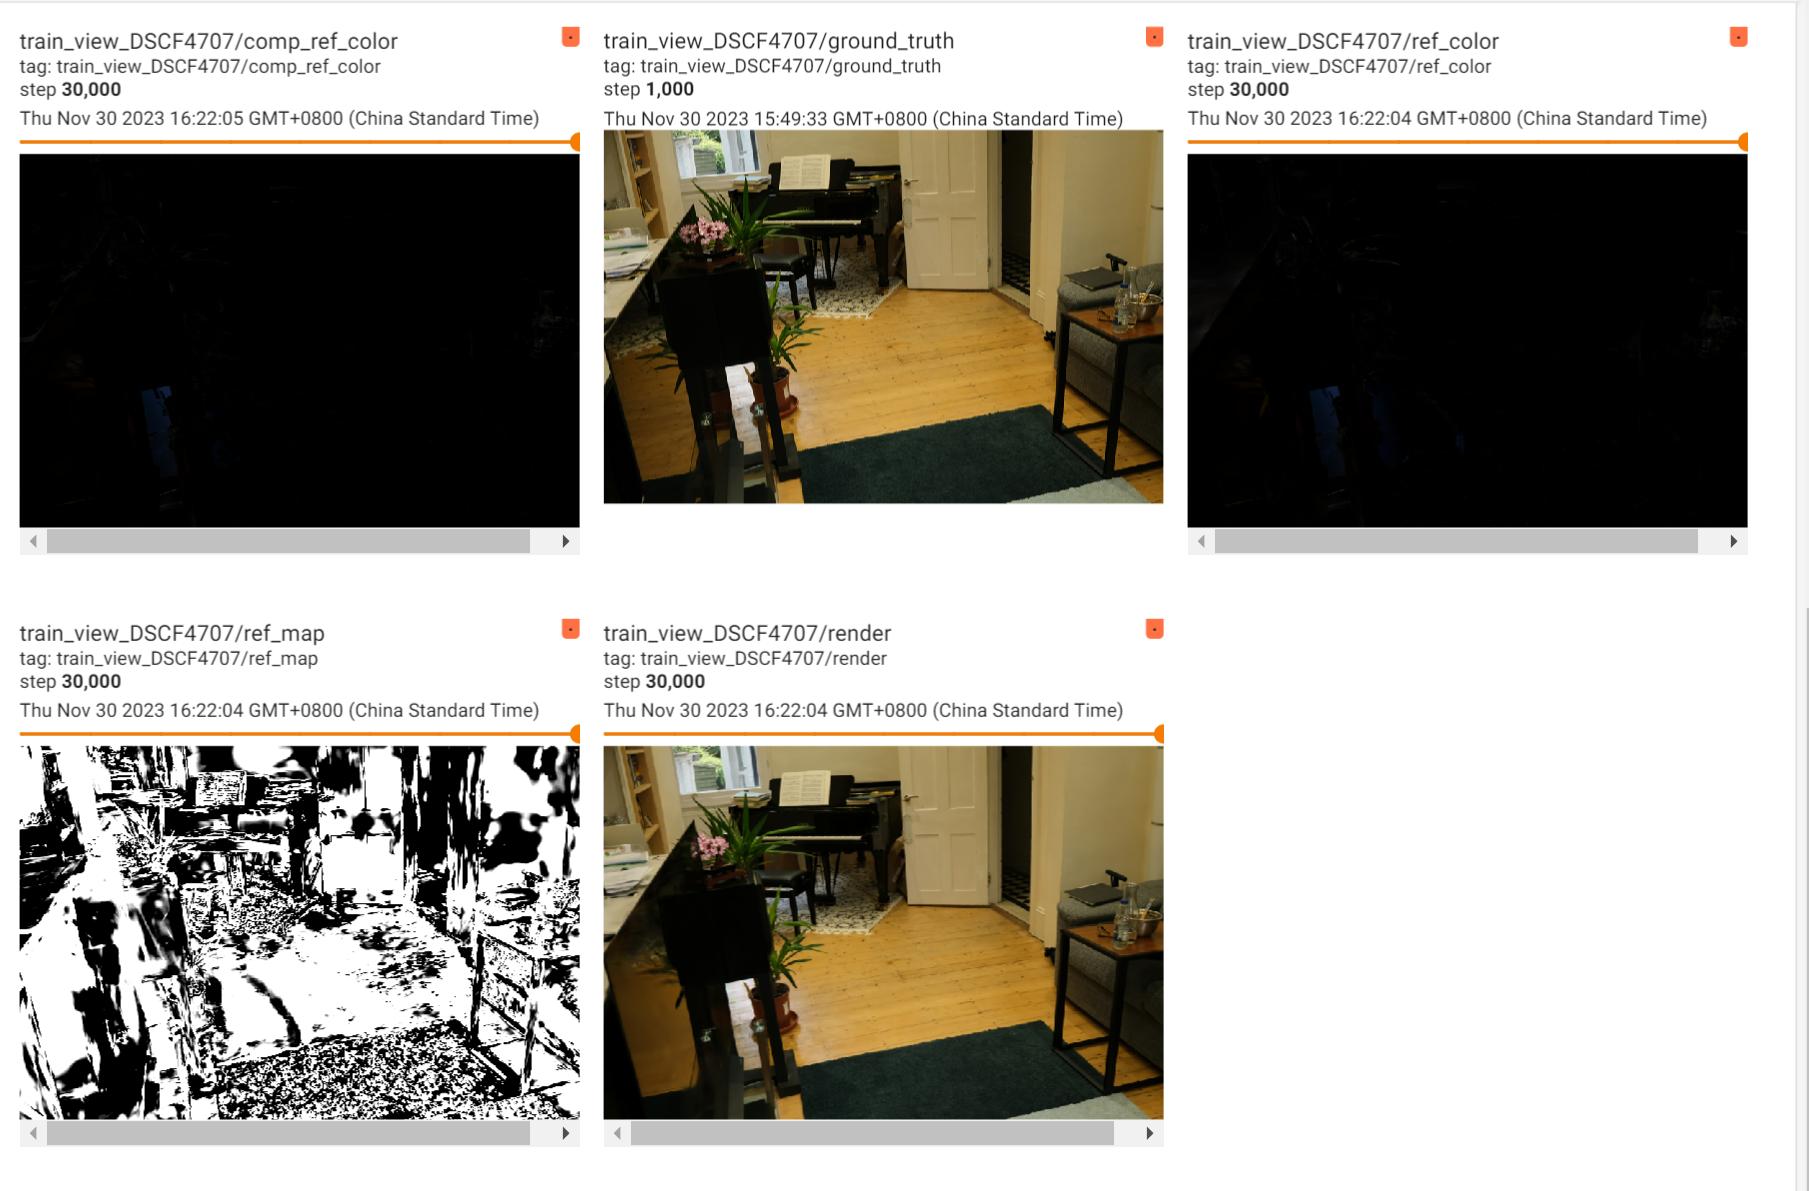 train_view_DSCF4707/comp_ref_color
tag: train_view_DSCF4707/comp_ref_color
step 30,000
Thu Nov 30 2023 16:22:05 GMT+0800 (China Standard Time)
train_view_DSCF4707/ground_truth
tag: train_view_DSCF4707/ground_truth
step 1,000
Thu Nov 30 2023 15:49:33 GMT+0800 (China Standard Time)
train_view_DSCF4707/ref_color
tag: train_view_DSCF4707/ref_color
step 30,000
Thu Nov 30 2023 16:22:04 GMT+0800 (China Standard Time)
train_view_DSCF4707/ref_map
tag: train_view_DSCF4707/ref_map
step 30,000
Thu Nov 30 2023 16:22:04 GMT+0800 (China Standard Time)
train_view_DSCF4707/render
tag: train_view_DSCF4707/render
step 30,000
Thu Nov 30 2023 16:22:04 GMT+0800 (China Standard Time)